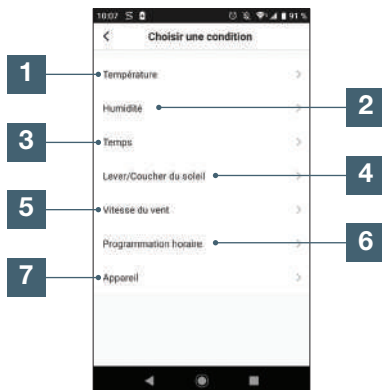 10:07 S 91 %
Choisir une condition
1 Température
Humidité 2
3 Temps
Lever/Coucher du soleil 4
5 Vitesse du vent
Programmation horaire 6
7 Appareil